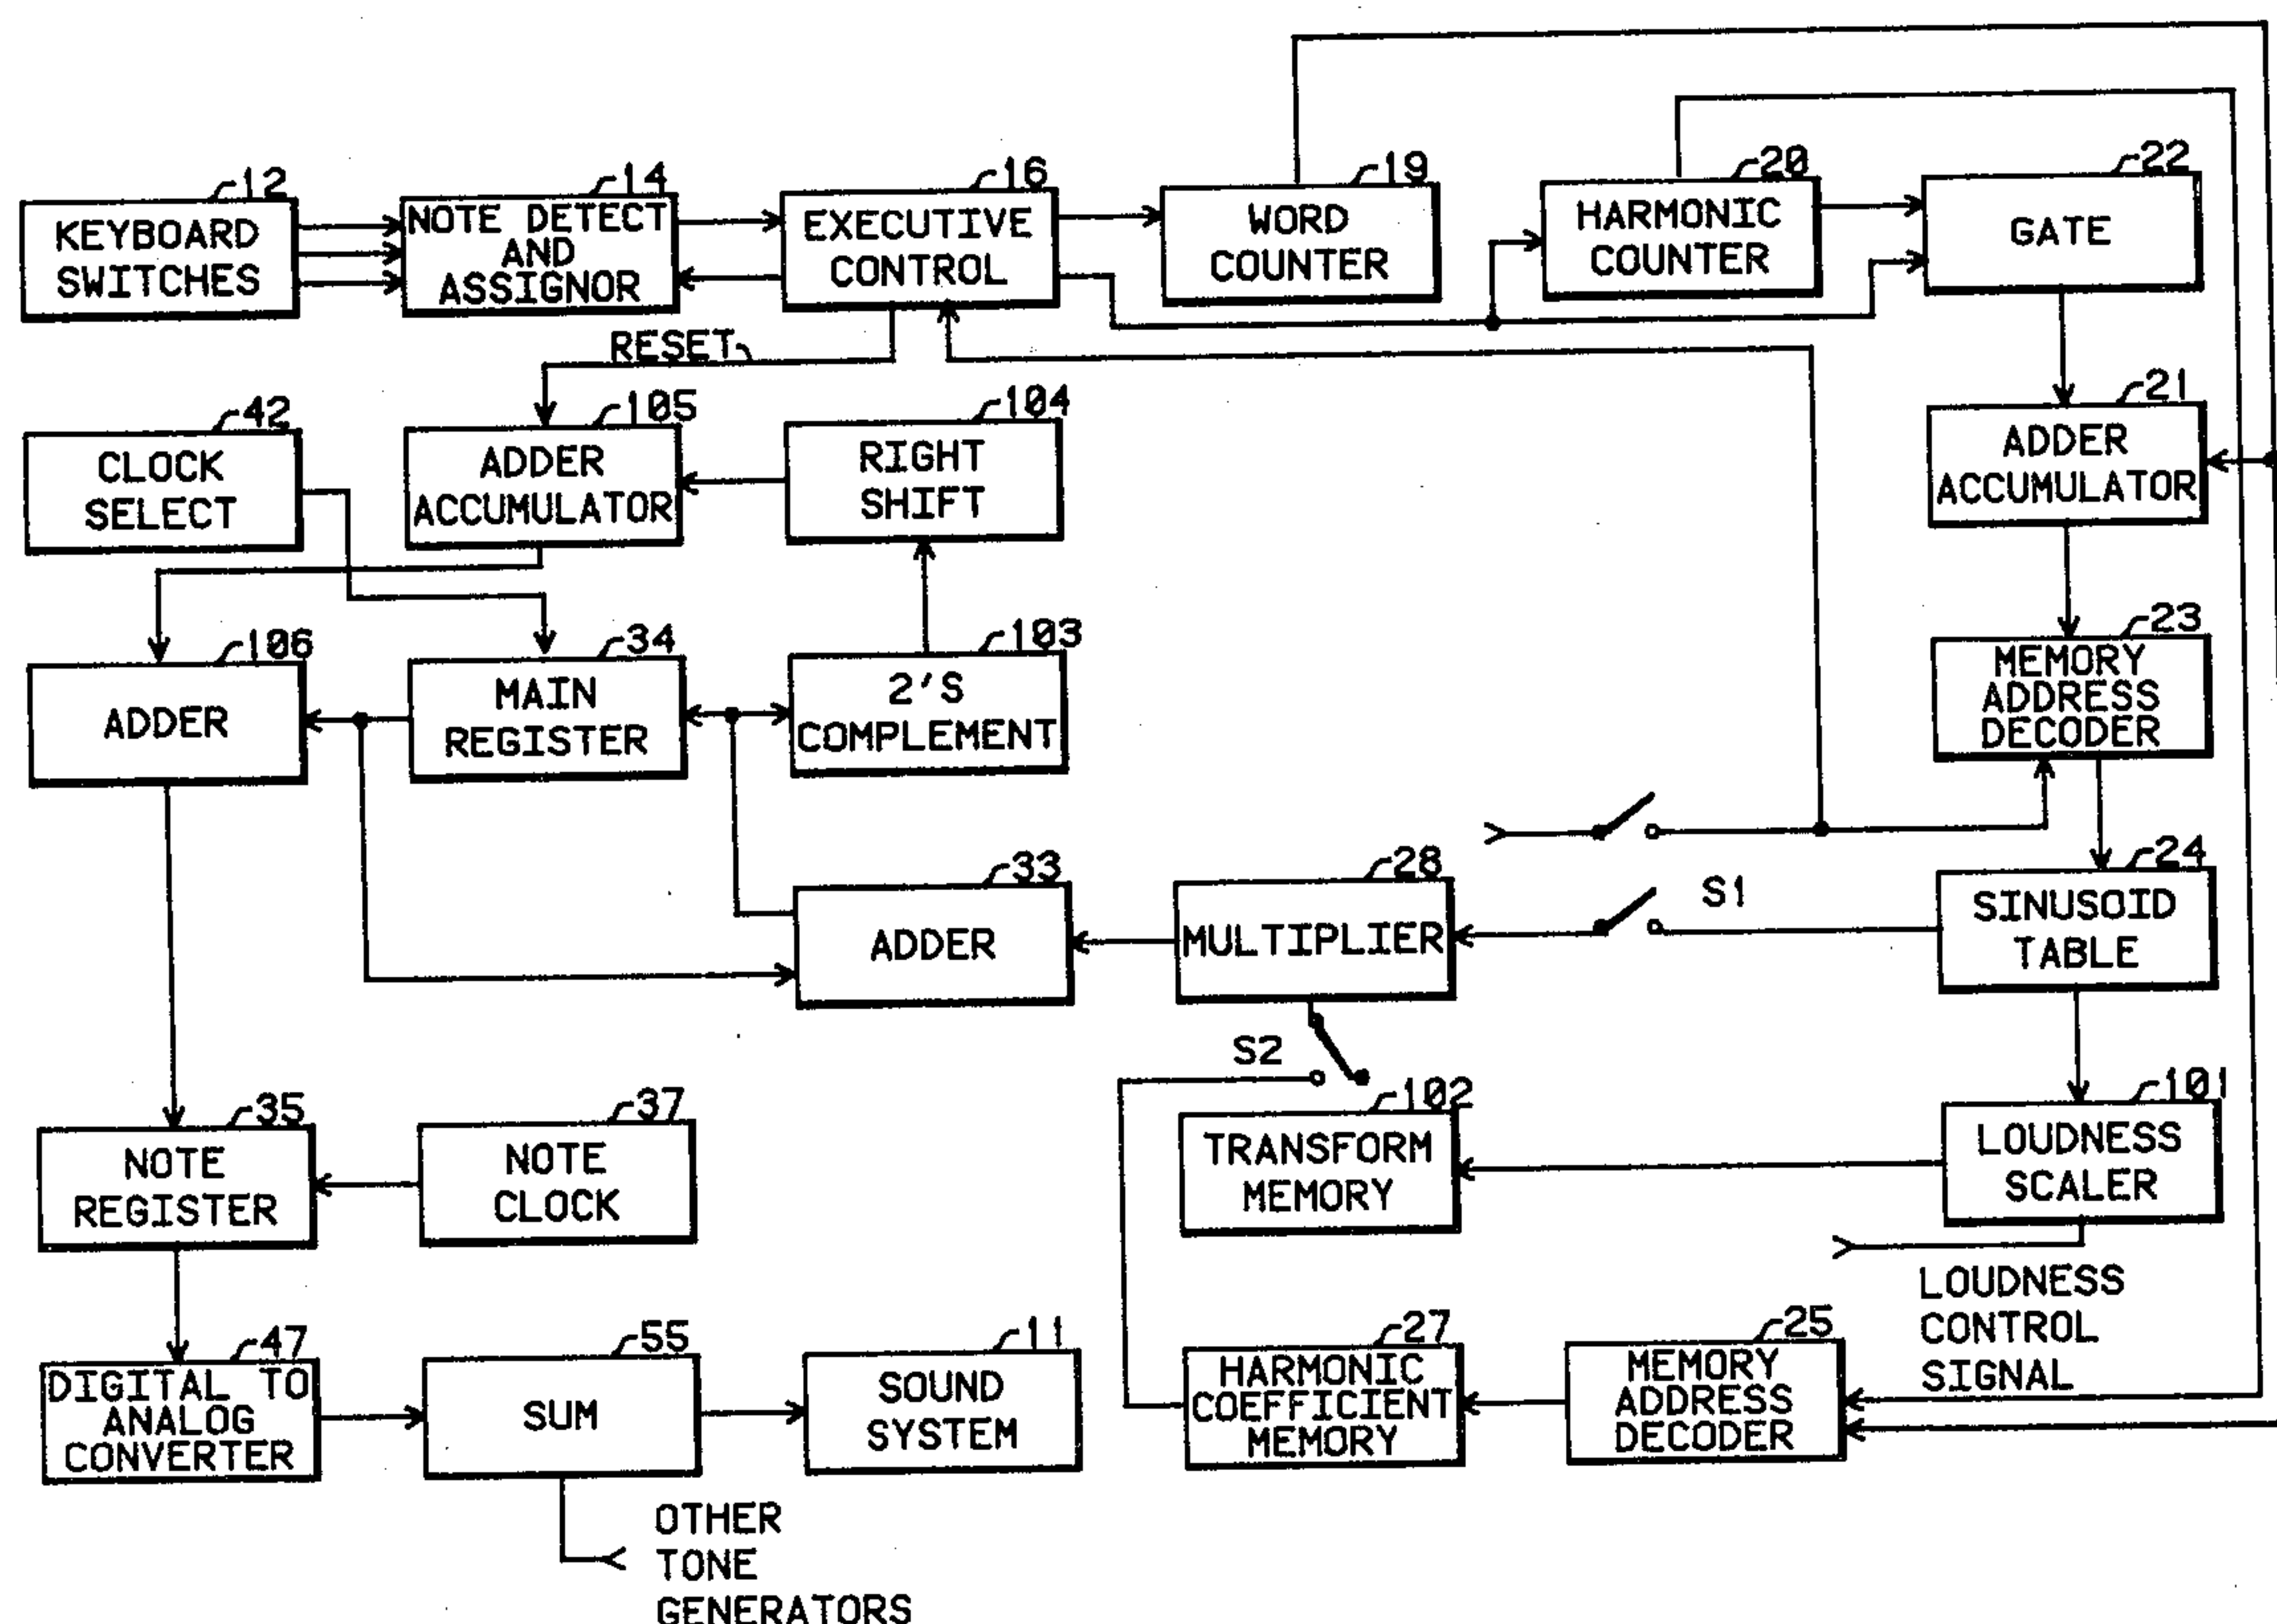 12
KEYBOARD
SWITCHES
14
NOTE DETECT
AND
ASSIGNOR
16
EXECUTIVE
CONTROL
19
WORD
COUNTER
20
HARMONIC
COUNTER
22
GATE
RESET
42
CLOCK
SELECT
105
ADDER
ACCUMULATOR
104
RIGHT
SHIFT
21
ADDER
ACCUMULATOR
106
ADDER
34
MAIN
REGISTER
103
2'S
COMPLEMENT
23
MEMORY
ADDRESS
DECODER
33
ADDER
28
MULTIPLIER
S1
24
SINUSOID
TABLE
S2
35
NOTE
REGISTER
37
NOTE
CLOCK
102
TRANSFORM
MEMORY
101
LOUDNESS
SCALER
LOUDNESS
CONTROL
SIGNAL
47
DIGITAL TO
ANALOG
CONVERTER
55
SUM
11
SOUND
SYSTEM
27
HARMONIC
COEFFICIENT
MEMORY
25
MEMORY
ADDRESS
DECODER
OTHER
TONE
GENERATORS